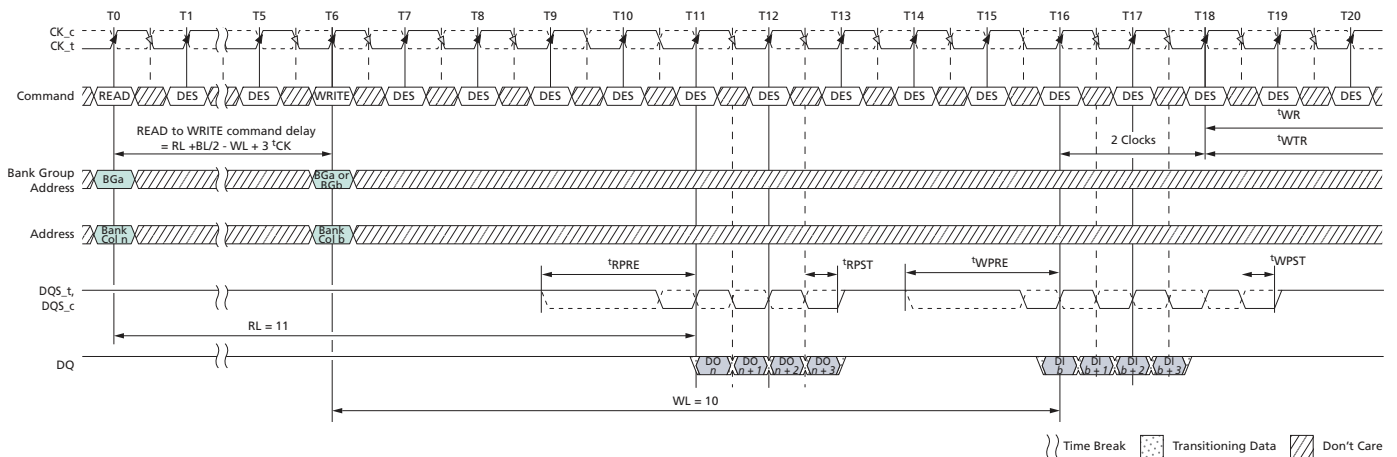 T0 T1 T5 T6 T7 T8 T9 T10 T11 T12 T13 T14 T15 T16 T17 T18 T19 T20
CK_c
CK_t
Command READ DES DES WRITE DES DES DES DES DES DES DES DES DES DES DES DES DES DES
tWR
READ to WRITE command delay
= RL +BL/2 - WL + 3 tCK
2 Clocks
tWTR
Bank Group
Address
BGa
BGa or
BGb
Address
Bank
Col n
Bank
Col b
tRPRE tRPST tWPRE tWPST
DQS_t,
DQS_c
RL = 11
DQ
DO
n
DO
n + 1
DO
n + 2
DO
n + 3
DI
b
DI
b + 1
DI
b + 2
DI
b + 3
WL = 10
Time Break Transitioning Data Don't Care